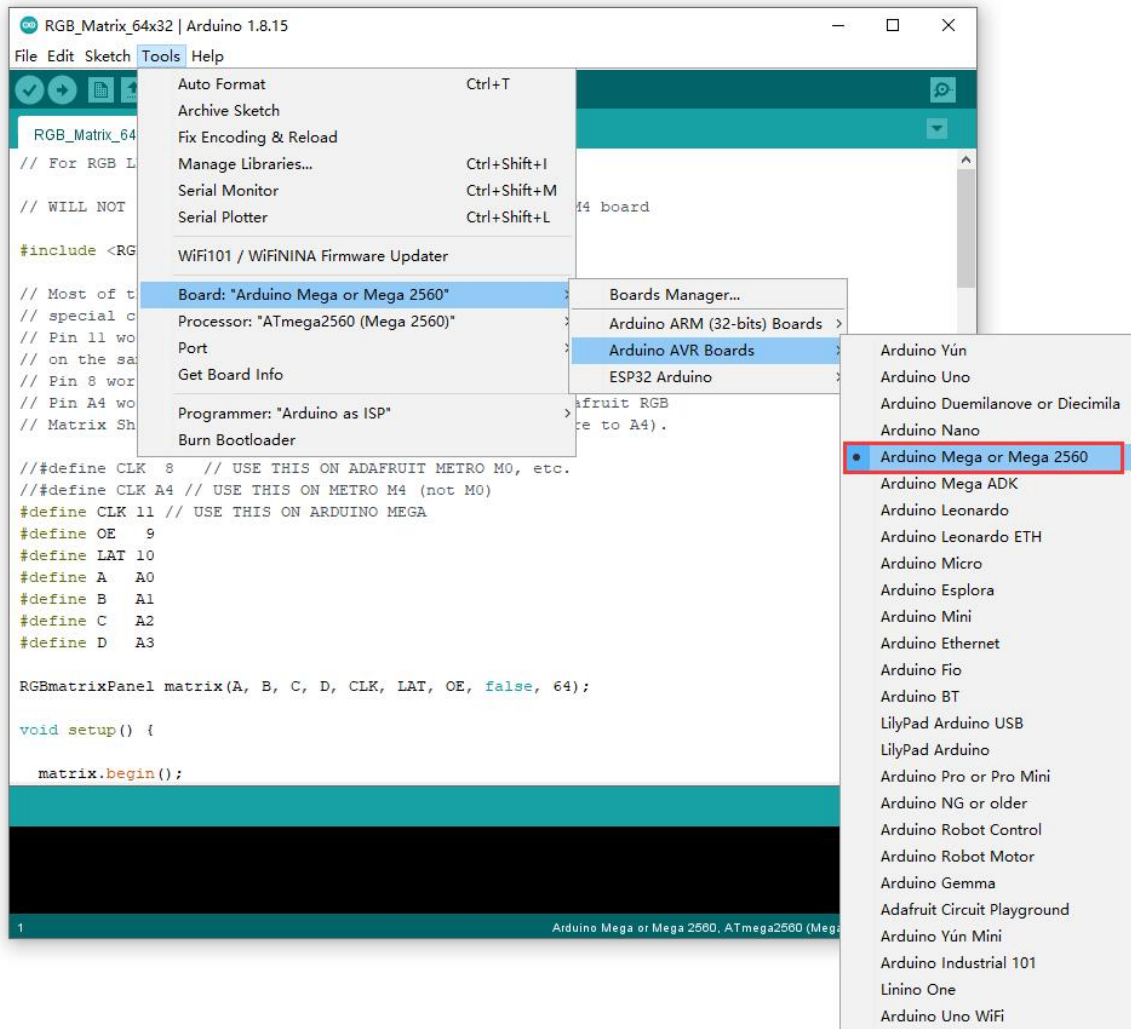 RGB_Matrix_64x32 | Arduino 1.8.15
File Edit Sketch Tools Help
RGB_Matrix_64
Auto Format Ctrl+T
Archive Sketch
Fix Encoding & Reload
Manage Libraries... Ctrl+Shift+I
Serial Monitor Ctrl+Shift+M
Serial Plotter Ctrl+Shift+L
WiFi101 / WiFiNINA Firmware Updater
Board: "Arduino Mega or Mega 2560"
Processor: "ATmega2560 (Mega 2560)"
Port
Get Board Info
Programmer: "Arduino as ISP"
Burn Bootloader
Boards Manager...
Arduino ARM (32-bits) Boards
Arduino AVR Boards
ESP32 Arduino
Arduino Yún
Arduino Uno
Arduino Duemilanove or Diecimila
Arduino Nano
Arduino Mega or Mega 2560
Arduino Mega ADK
Arduino Leonardo
Arduino Leonardo ETH
Arduino Micro
Arduino Esplora
Arduino Mini
Arduino Ethernet
Arduino Fio
Arduino BT
LilyPad Arduino USB
LilyPad Arduino
Arduino Pro or Pro Mini
Arduino NG or older
Arduino Robot Control
Arduino Robot Motor
Arduino Gemma
Adafruit Circuit Playground
Arduino Yún Mini
Arduino Industrial 101
Linino One
Arduino Uno WiFi
// For RGB L
// WILL NOT M4 board
#include <RG
// Most of t
// special c
// Pin 11 wo
// on the sa
// Pin 8 wor
// Pin A4 wo afruit RGB
// Matrix Sh re to A4).
//#define CLK 8 // USE THIS ON ADAFRUIT METRO M0, etc.
//#define CLK A4 // USE THIS ON METRO M4 (not M0)
#define CLK 11 // USE THIS ON ARDUINO MEGA
#define OE 9
#define LAT 10
#define A A0
#define B A1
#define C A2
#define D A3
RGBmatrixPanel matrix(A, B, C, D, CLK, LAT, OE, false, 64);
void setup() {
matrix.begin();
1 Arduino Mega or Mega 2560, ATmega2560 (Mega